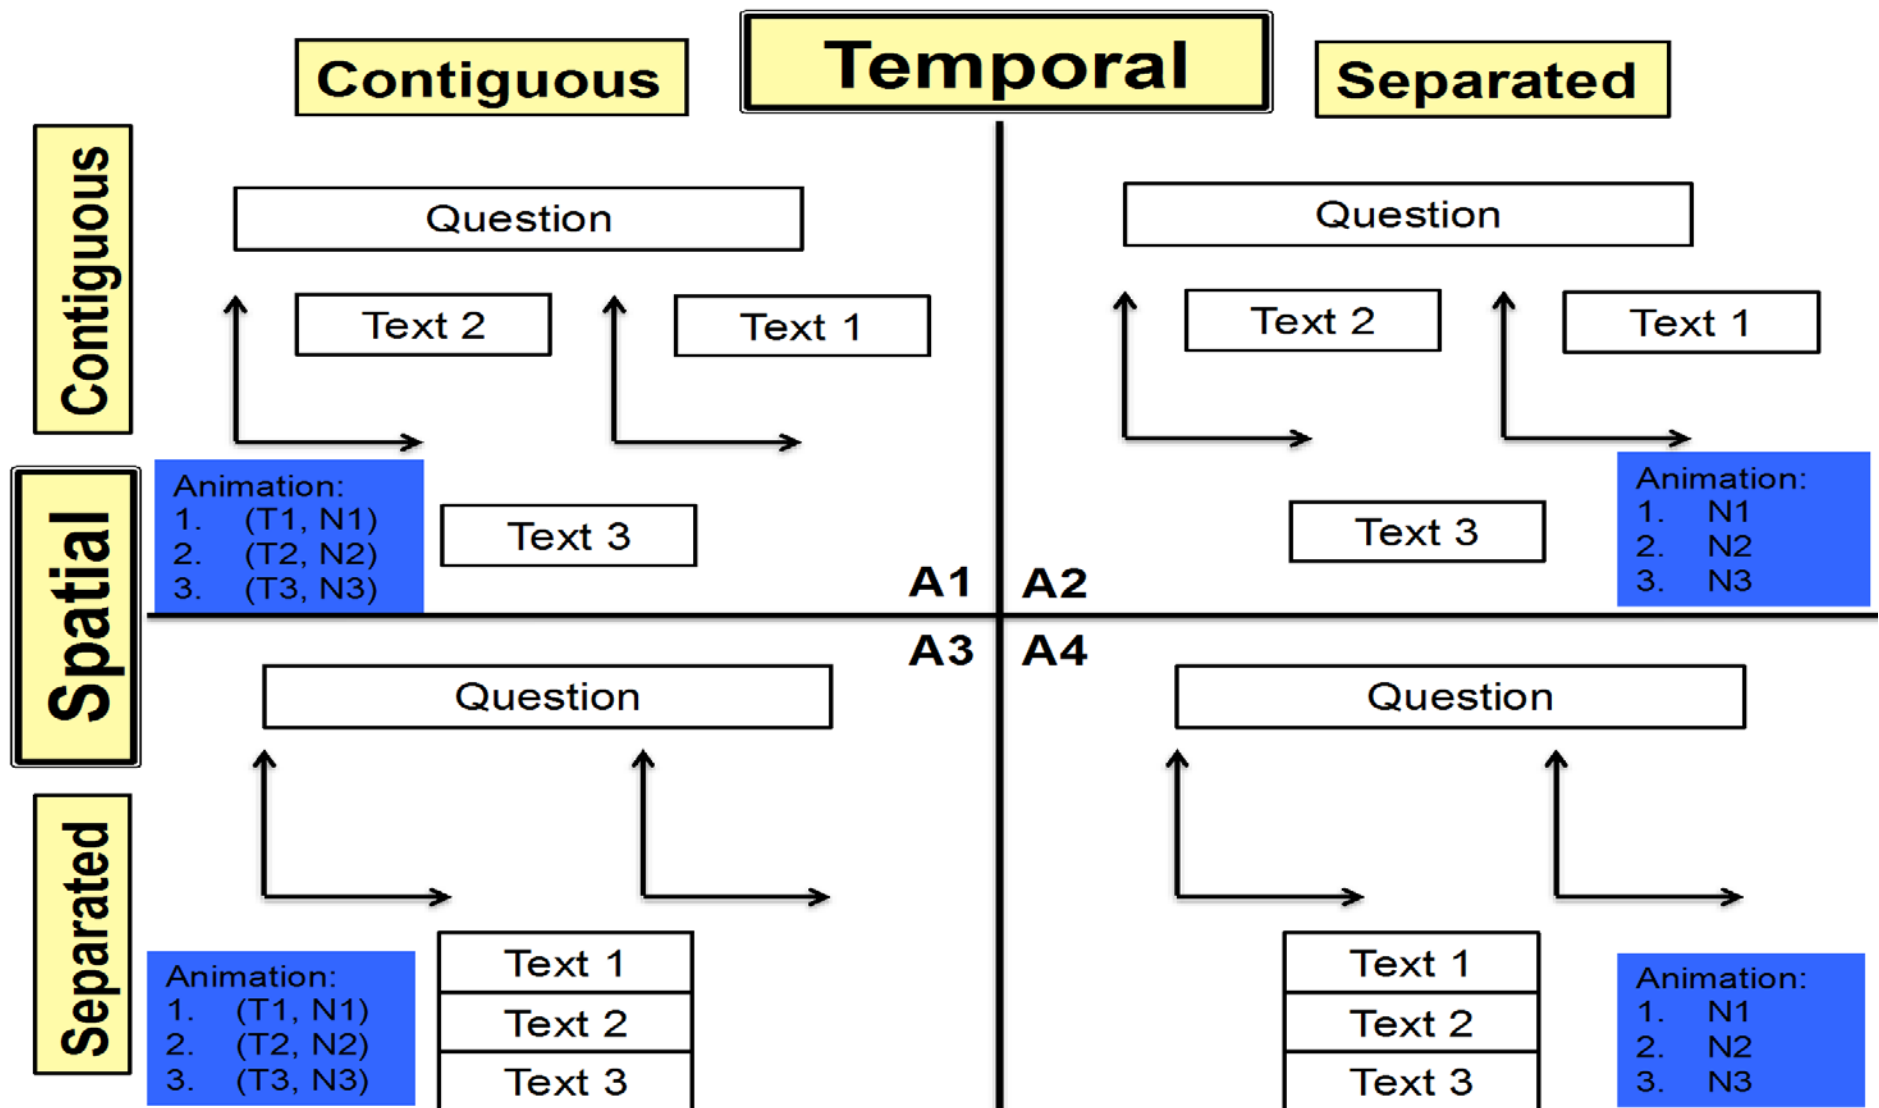 Temporal
Contiguous
Separated
Contiguous
Spatial
Separated
Question
Text 2
Text 1
Animation:
1. (T1, N1)
2. (T2, N2)
3. (T3, N3)
Text 3
A1
Question
Text 2
Text 1
Text 3
Animation:
1. N1
2. N2
3. N3
A2
A3
Question
Animation:
1. (T1, N1)
2. (T2, N2)
3. (T3, N3)
Text 1
Text 2
Text 3
A4
Question
Text 1
Text 2
Text 3
Animation:
1. N1
2. N2
3. N3